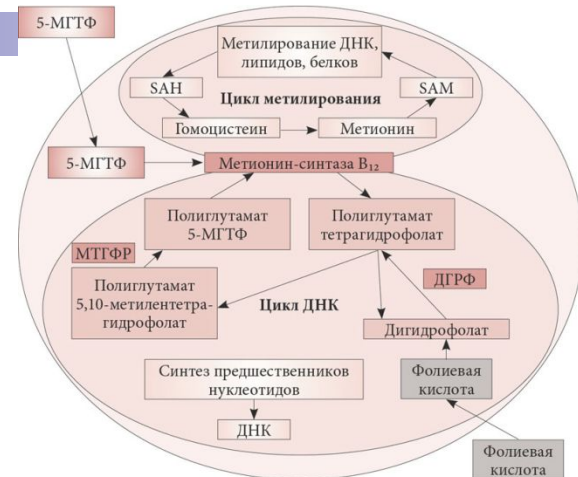 5-МГТФ
Метилирование ДНК,
липидов, белков
SAH
SAM
Цикл метилирования
Гомоцистеин
Метионин
5-МГТФ
Метионин-синтаза B₁₂
Полиглутамат
5-МГТФ
Полиглутамат
тетрагидрофолат
МТГФР
ДГРФ
Полиглутамат
5,10-метилентетра-
гидрофолат
Цикл ДНК
Дигидрофолат
Синтез предшественников
нуклеотидов
Фолиевая
кислота
ДНК
Фолиевая
кислота